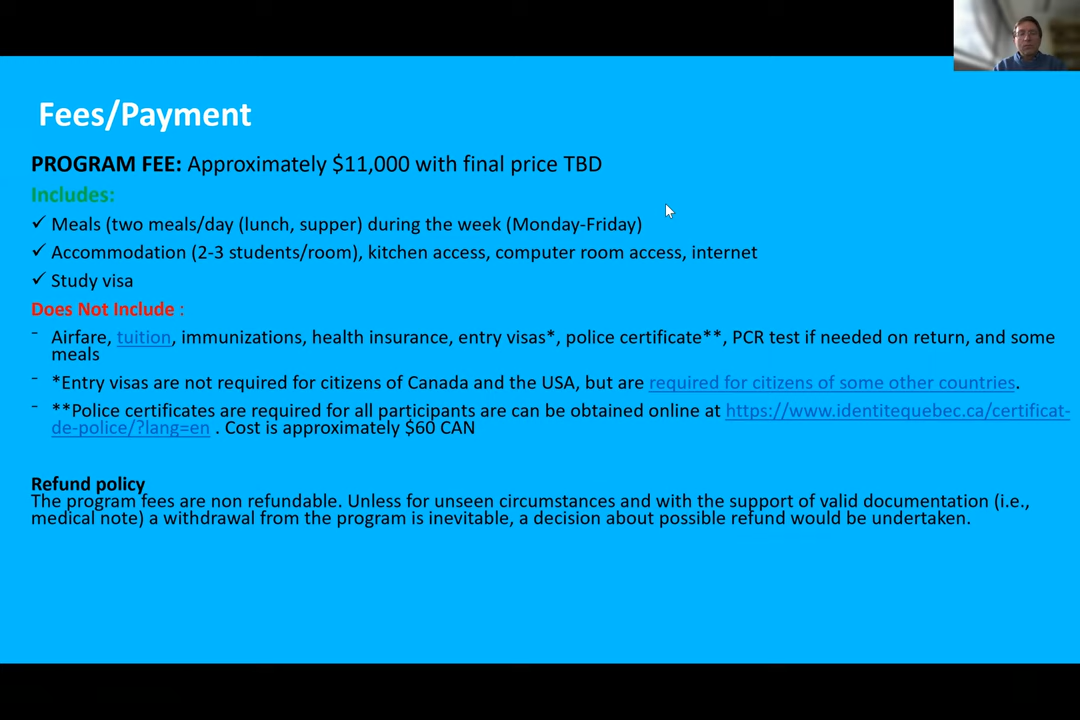 Fees/Payment
PROGRAM FEE: Approximately $11,000 with final price TBD
Includes:
✓ Meals (two meals/day (lunch, supper) during the week (Monday-Friday)
✓ Accommodation (2-3 students/room), kitchen access, computer room access, internet
✓ Study visa
Does Not Include :
- Airfare, tuition, immunizations, health insurance, entry visas*, police certificate**, PCR test if needed on return, and some
meals
- *Entry visas are not required for citizens of Canada and the USA, but are required for citizens of some other countries.
- **Police certificates are required for all participants are can be obtained online at https://www.identitequebec.ca/certificat-
de-police/?lang=en . Cost is approximately $60 CAN
Refund policy
The program fees are non refundable. Unless for unseen circumstances and with the support of valid documentation (i.e.,
medical note) a withdrawal from the program is inevitable, a decision about possible refund would be undertaken.